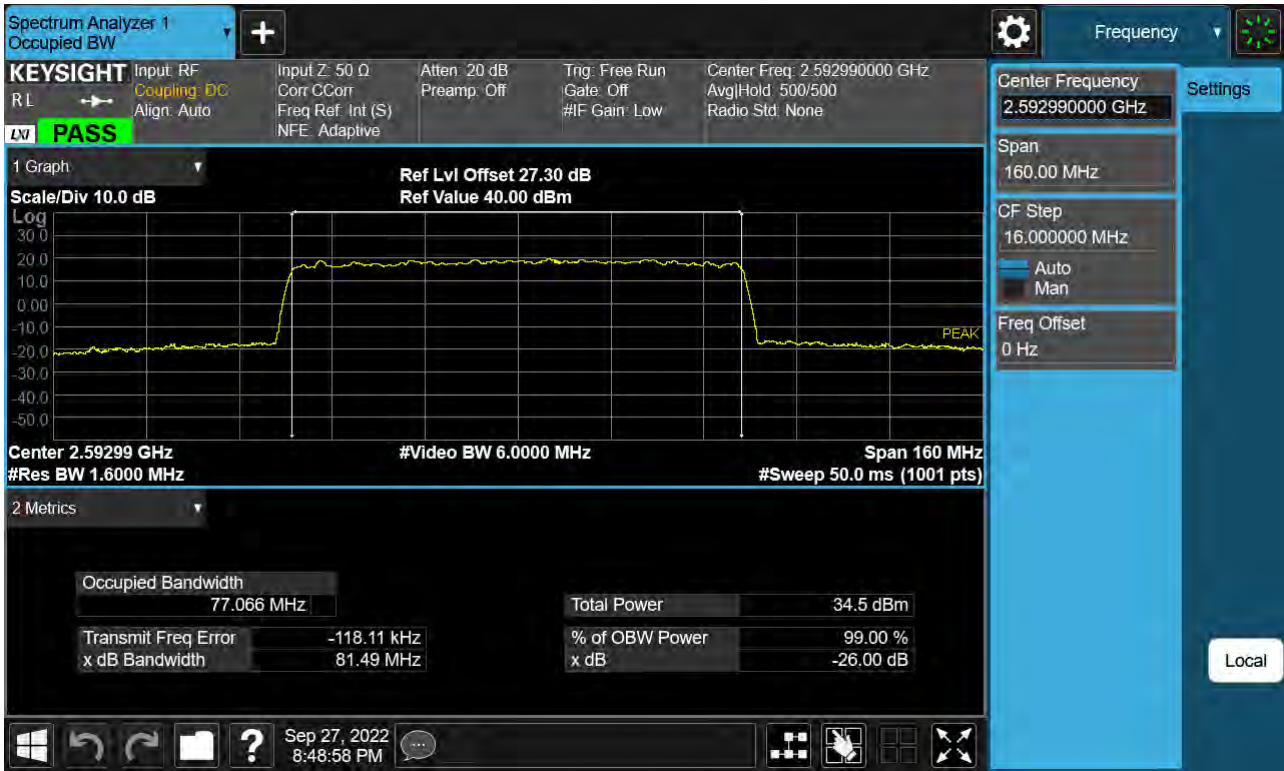 Spectrum Analyzer 1
Occupied BW
+
Frequency
KEYSIGHT
R L
LXI
PASS
Input: RF
Coupling: DC
Align: Auto
Input Z: 50 Ω
Corr CCorr
Freq Ref: Int (S)
NFE: Adaptive
Atten: 20 dB
Preamp: Off
Trig: Free Run
Gate: Off
#IF Gain: Low
Center Freq: 2.592990000 GHz
Avg|Hold: 500/500
Radio Std: None
Center Frequency
2.592990000 GHz
Settings
Span
160.00 MHz
CF Step
16.000000 MHz
Auto
Man
Freq Offset
0 Hz
1 Graph
Scale/Div 10.0 dB
Ref Lvl Offset 27.30 dB
Ref Value 40.00 dBm
Log
30.0
20.0
10.0
0.00
-10.0
-20.0
-30.0
-40.0
-50.0
PEAK
Center 2.59299 GHz
#Video BW 6.0000 MHz
Span 160 MHz
#Res BW 1.6000 MHz
#Sweep 50.0 ms (1001 pts)
2 Metrics
Occupied Bandwidth
77.066 MHz
Total Power 34.5 dBm
Transmit Freq Error -118.11 kHz
% of OBW Power 99.00 %
x dB Bandwidth 81.49 MHz
x dB -26.00 dB
Local
?
Sep 27, 2022
8:48:58 PM